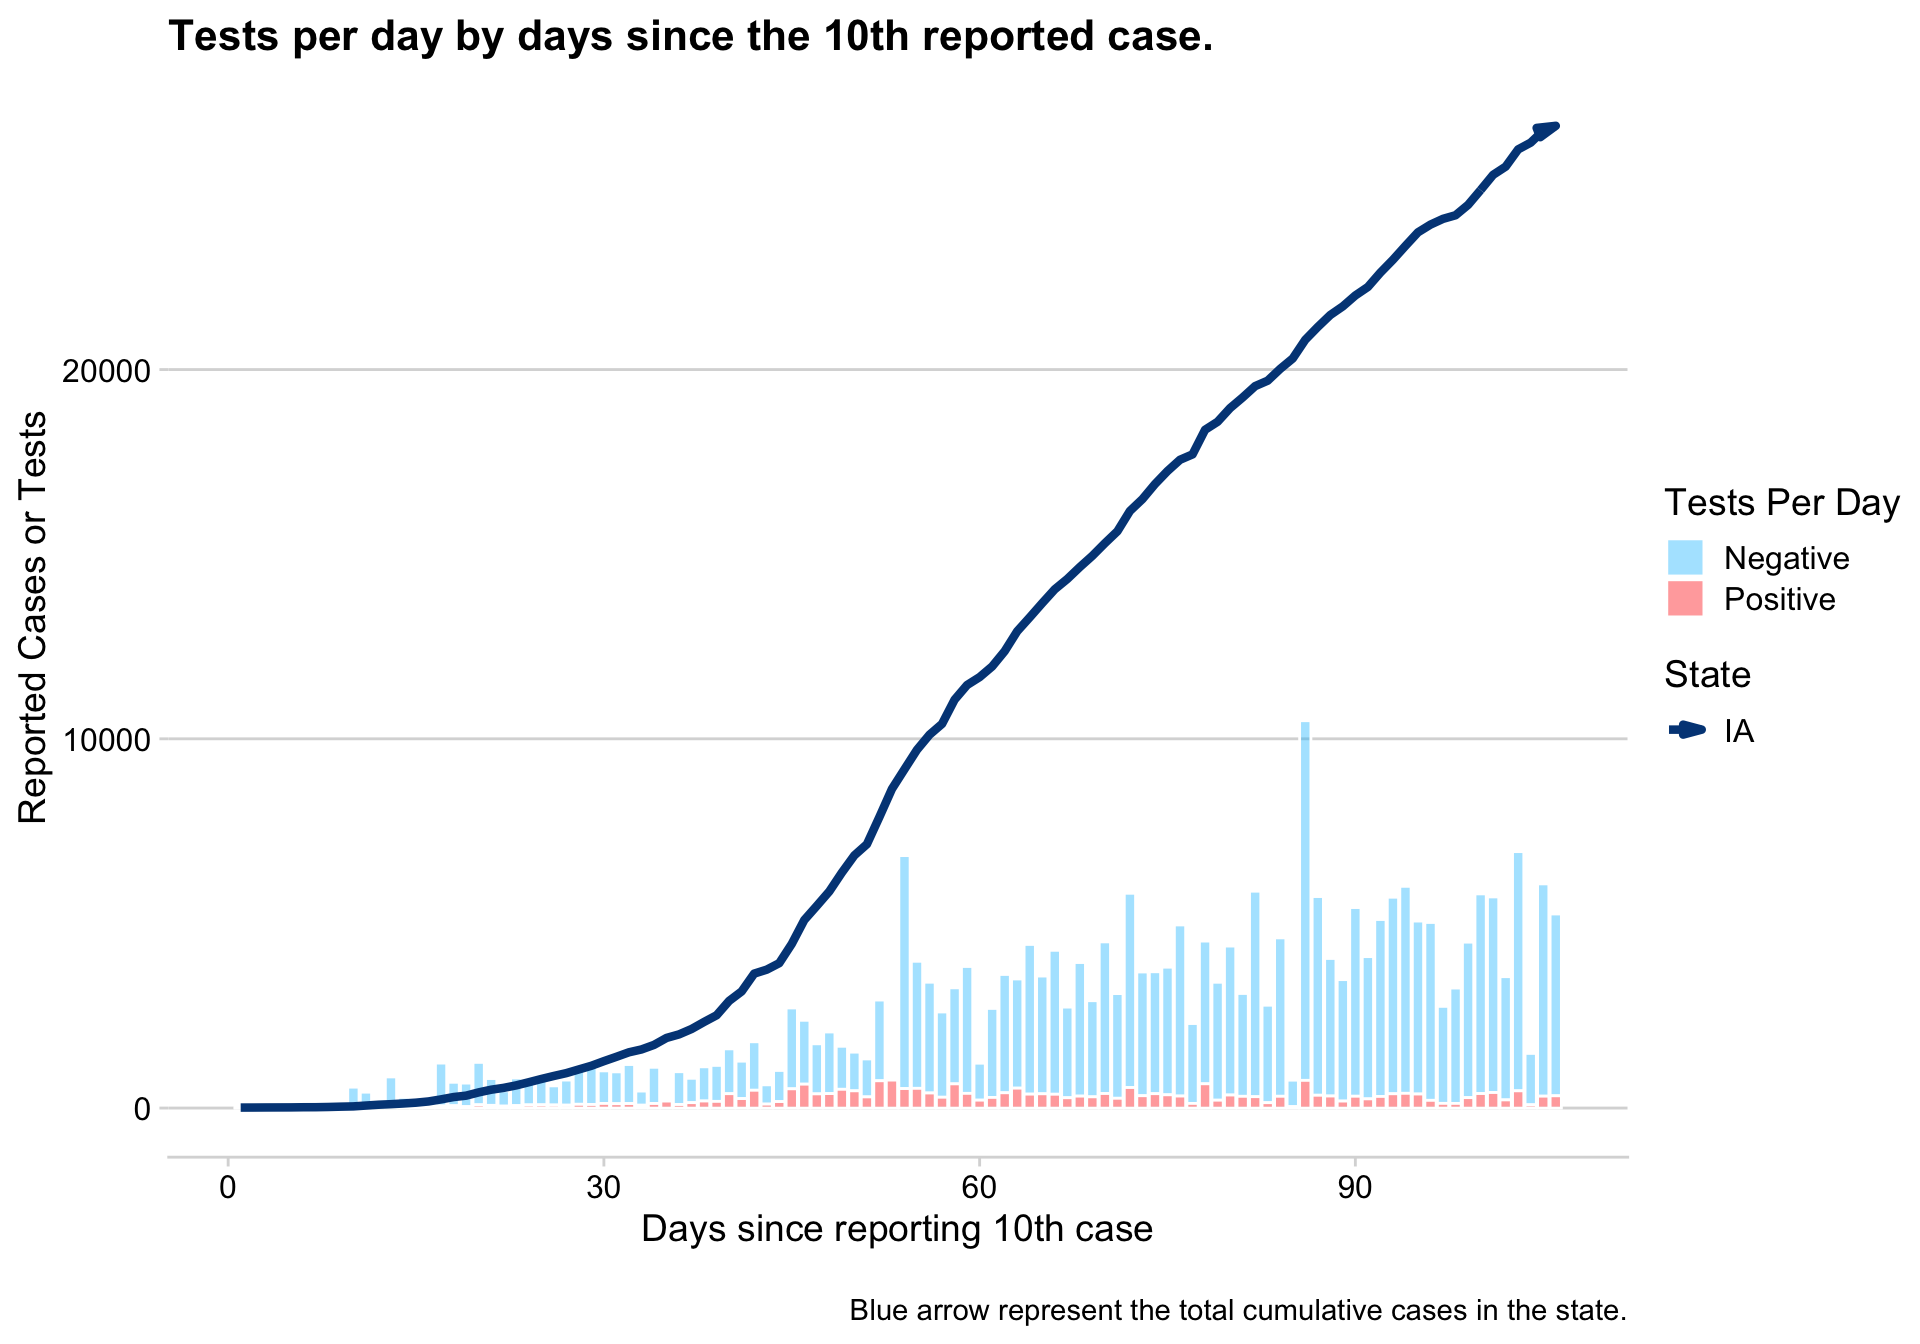 Tests per day by days since the 10th reported case.
Reported Cases or Tests
20000
10000
0
0
30
60
90
Days since reporting 10th case
Tests Per Day
Negative
Positive
State
IA
Blue arrow represent the total cumulative cases in the state.